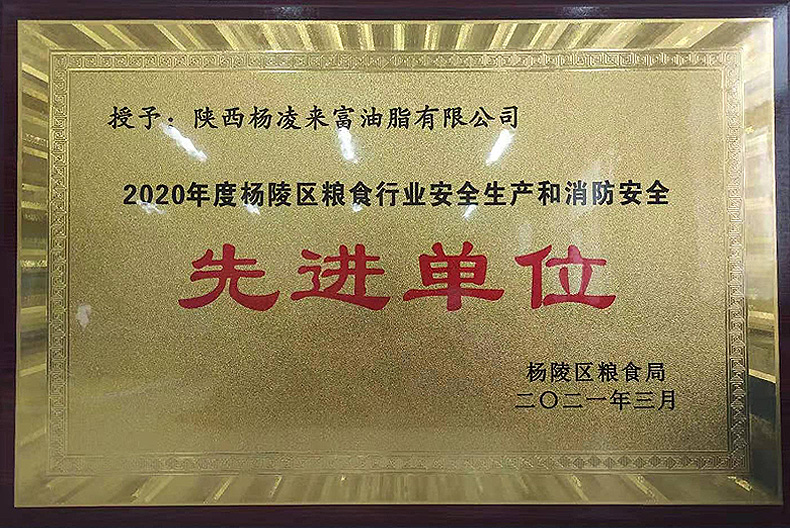 授予：陕西杨凌来富油脂有限公司
2020年度杨陵区粮食行业安全生产和消防安全
先进单位
杨陵区粮食局
二〇二一年三月